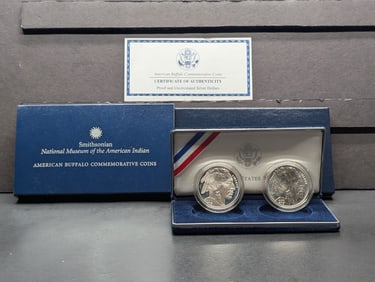 American Buffalo Commemorative Coins
CERTIFICATE OF AUTHENTICITY
Proof and Uncirculated Silver Dollars
Smithsonian
National Museum of the American Indian
AMERICAN BUFFALO COMMEMORATIVE COINS